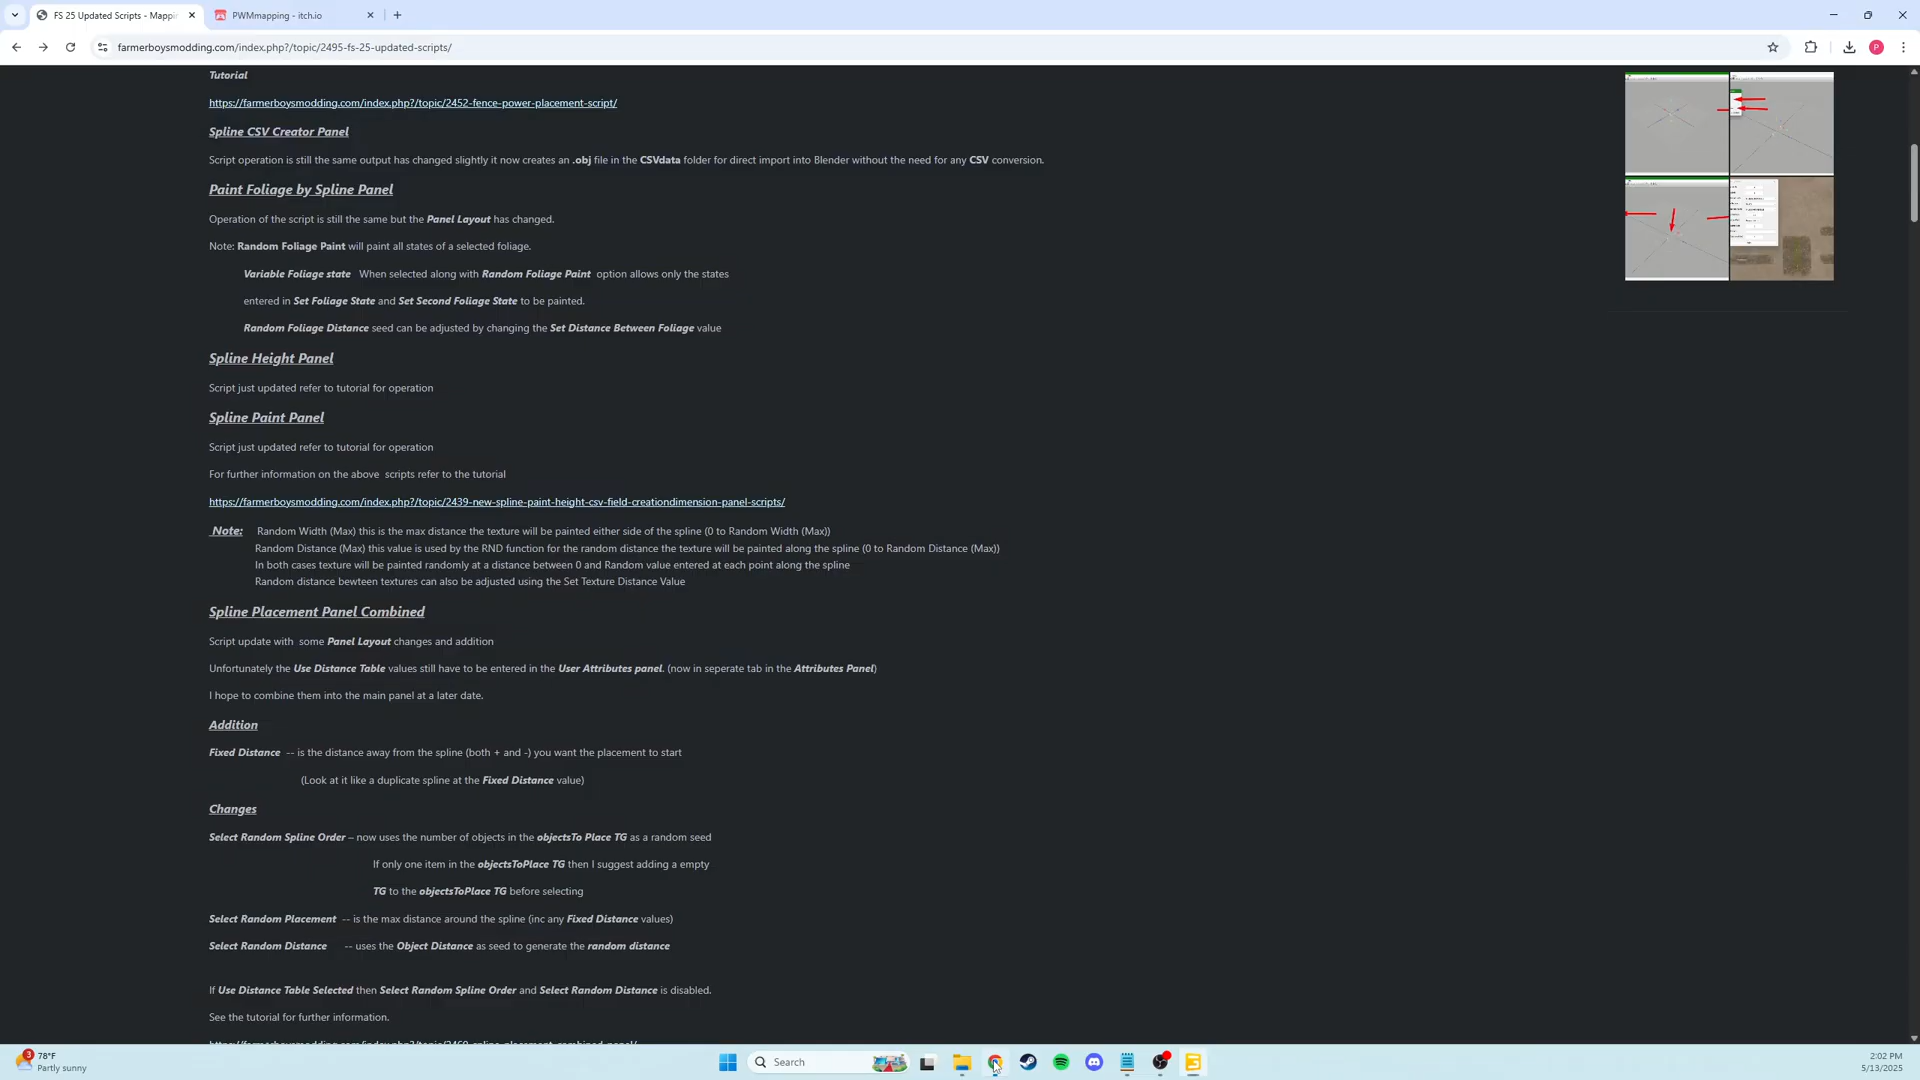 FS 25 Updated Scripts - Mappin
PWMmapping - itch.io
farmerboysmodding.com/index.php?/topic/2495-fs-25-updated-scripts/
P
Tutorial
https://farmerboysmodding.com/index.php?/topic/2452-fence-power-placement-script/
Spline CSV Creator Panel
Script operation is still the same output has changed slightly it now creates an .obj file in the CSVdata folder for direct import into Blender without the need for any CSV conversion.
Paint Foliage by Spline Panel
Operation of the script is still the same but the Panel Layout has changed.
Note: Random Foliage Paint will paint all states of a selected foliage.
Variable Foliage state When selected along with Random Foliage Paint option allows only the states
entered in Set Foliage State and Set Second Foliage State to be painted.
Random Foliage Distance seed can be adjusted by changing the Set Distance Between Foliage value
Spline Height Panel
Script just updated refer to tutorial for operation
Spline Paint Panel
Script just updated refer to tutorial for operation
For further information on the above scripts refer to the tutorial
https://farmerboysmodding.com/index.php?/topic/2439-new-spline-paint-height-csv-field-creationdimension-panel-scripts/
Note: Random Width (Max) this is the max distance the texture will be painted either side of the spline (0 to Random Width (Max))
Random Distance (Max) this value is used by the RND function for the random distance the texture will be painted along the spline (0 to Random Distance (Max))
In both cases texture will be painted randomly at a distance between 0 and Random value entered at each point along the spline
Random distance bewteen textures can also be adjusted using the Set Texture Distance Value
Spline Placement Panel Combined
Script update with some Panel Layout changes and addition
Unfortunately the Use Distance Table values still have to be entered in the User Attributes panel. (now in seperate tab in the Attributes Panel)
I hope to combine them into the main panel at a later date.
Addition
Fixed Distance -- is the distance away from the spline (both + and -) you want the placement to start
(Look at it like a duplicate spline at the Fixed Distance value)
Changes
Select Random Spline Order – now uses the number of objects in the objectsTo Place TG as a random seed
If only one item in the objectsToPlace TG then I suggest adding a empty
TG to the objectsToPlace TG before selecting
Select Random Placement -- is the max distance around the spline (inc any Fixed Distance values)
Select Random Distance -- uses the Object Distance as seed to generate the random distance
If Use Distance Table Selected then Select Random Spline Order and Select Random Distance is disabled.
See the tutorial for further information.
https://farmerboysmodding.com/index.php?/topic/2460-spline-placement-combined-panel/
3
78°F
Partly sunny
Search
2:02 PM
5/13/2025